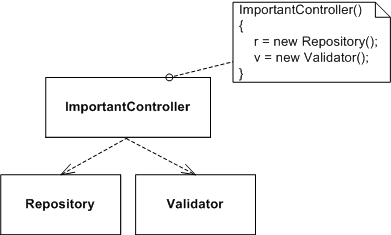 ImportantController()
{
r = new Repository();
v = new Validator();
}
ImportantController
Repository
Validator